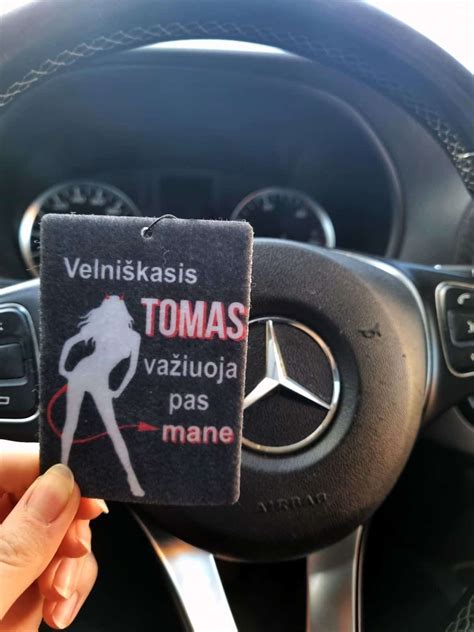 Velniškasis
TOMAS
važiuoja
pas
mane
AIRBAG